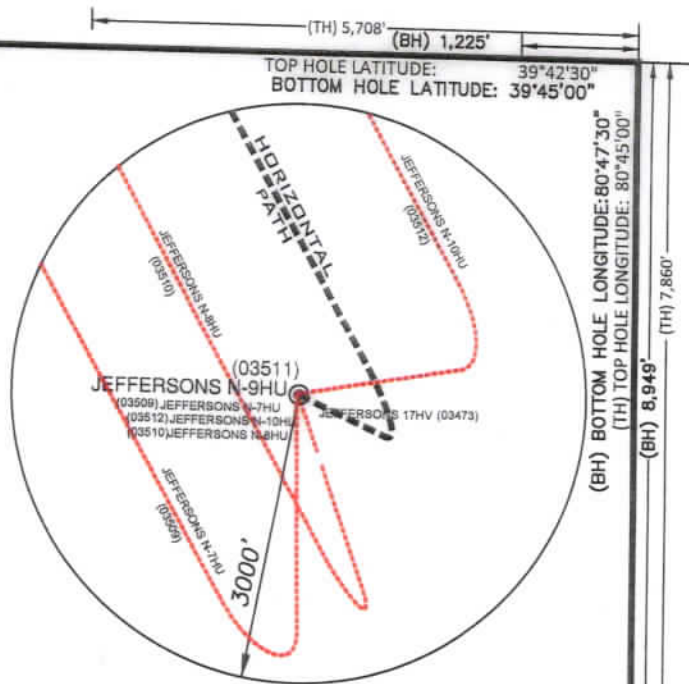 (TH) 5,708'
(BH) 1,225'
TOP HOLE LATITUDE: 39°42'30"
BOTTOM HOLE LATITUDE: 39°45'00"
(BH) BOTTOM HOLE LONGITUDE:80°47'30"
(TH) TOP HOLE LONGITUDE: 80°45'00"
(BH) 8,949'
(TH) 7,860'
HORIZONTAL
PATH
JEFFERSONS N-10HU
(03512)
JEFFERSONS N-8HU
(03510)
(03511)
JEFFERSONS N-9HU
(03509)JEFFERSONS N-7HU
(03512)JEFFERSONS N-10HU
(03510)JEFFERSONS N-8HU
JEFFERSONS 17HV (03473)
JEFFERSONS N-7HU
(03509)
3000'